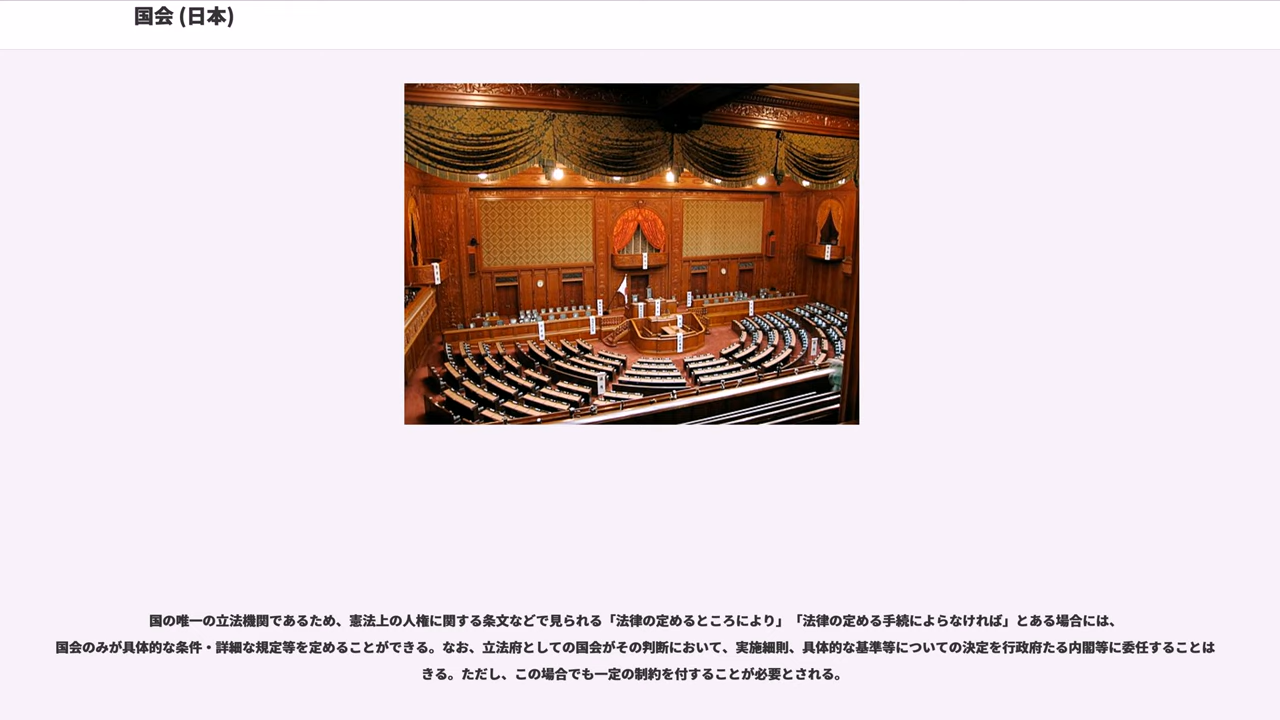 国会 (日本)
国の唯一の立法機関であるため、憲法上の人権に関する条文などで見られる「法律の定めるところにより」「法律の定める手続によらなければ」とある場合には、
国会のみが具体的な条件・詳細な規定等を定めることができる。なお、立法府としての国会がその判断において、実施細則、具体的な基準等についての決定を行政府たる内閣等に委任することは
きる。ただし、この場合でも一定の制約を付することが必要とされる。